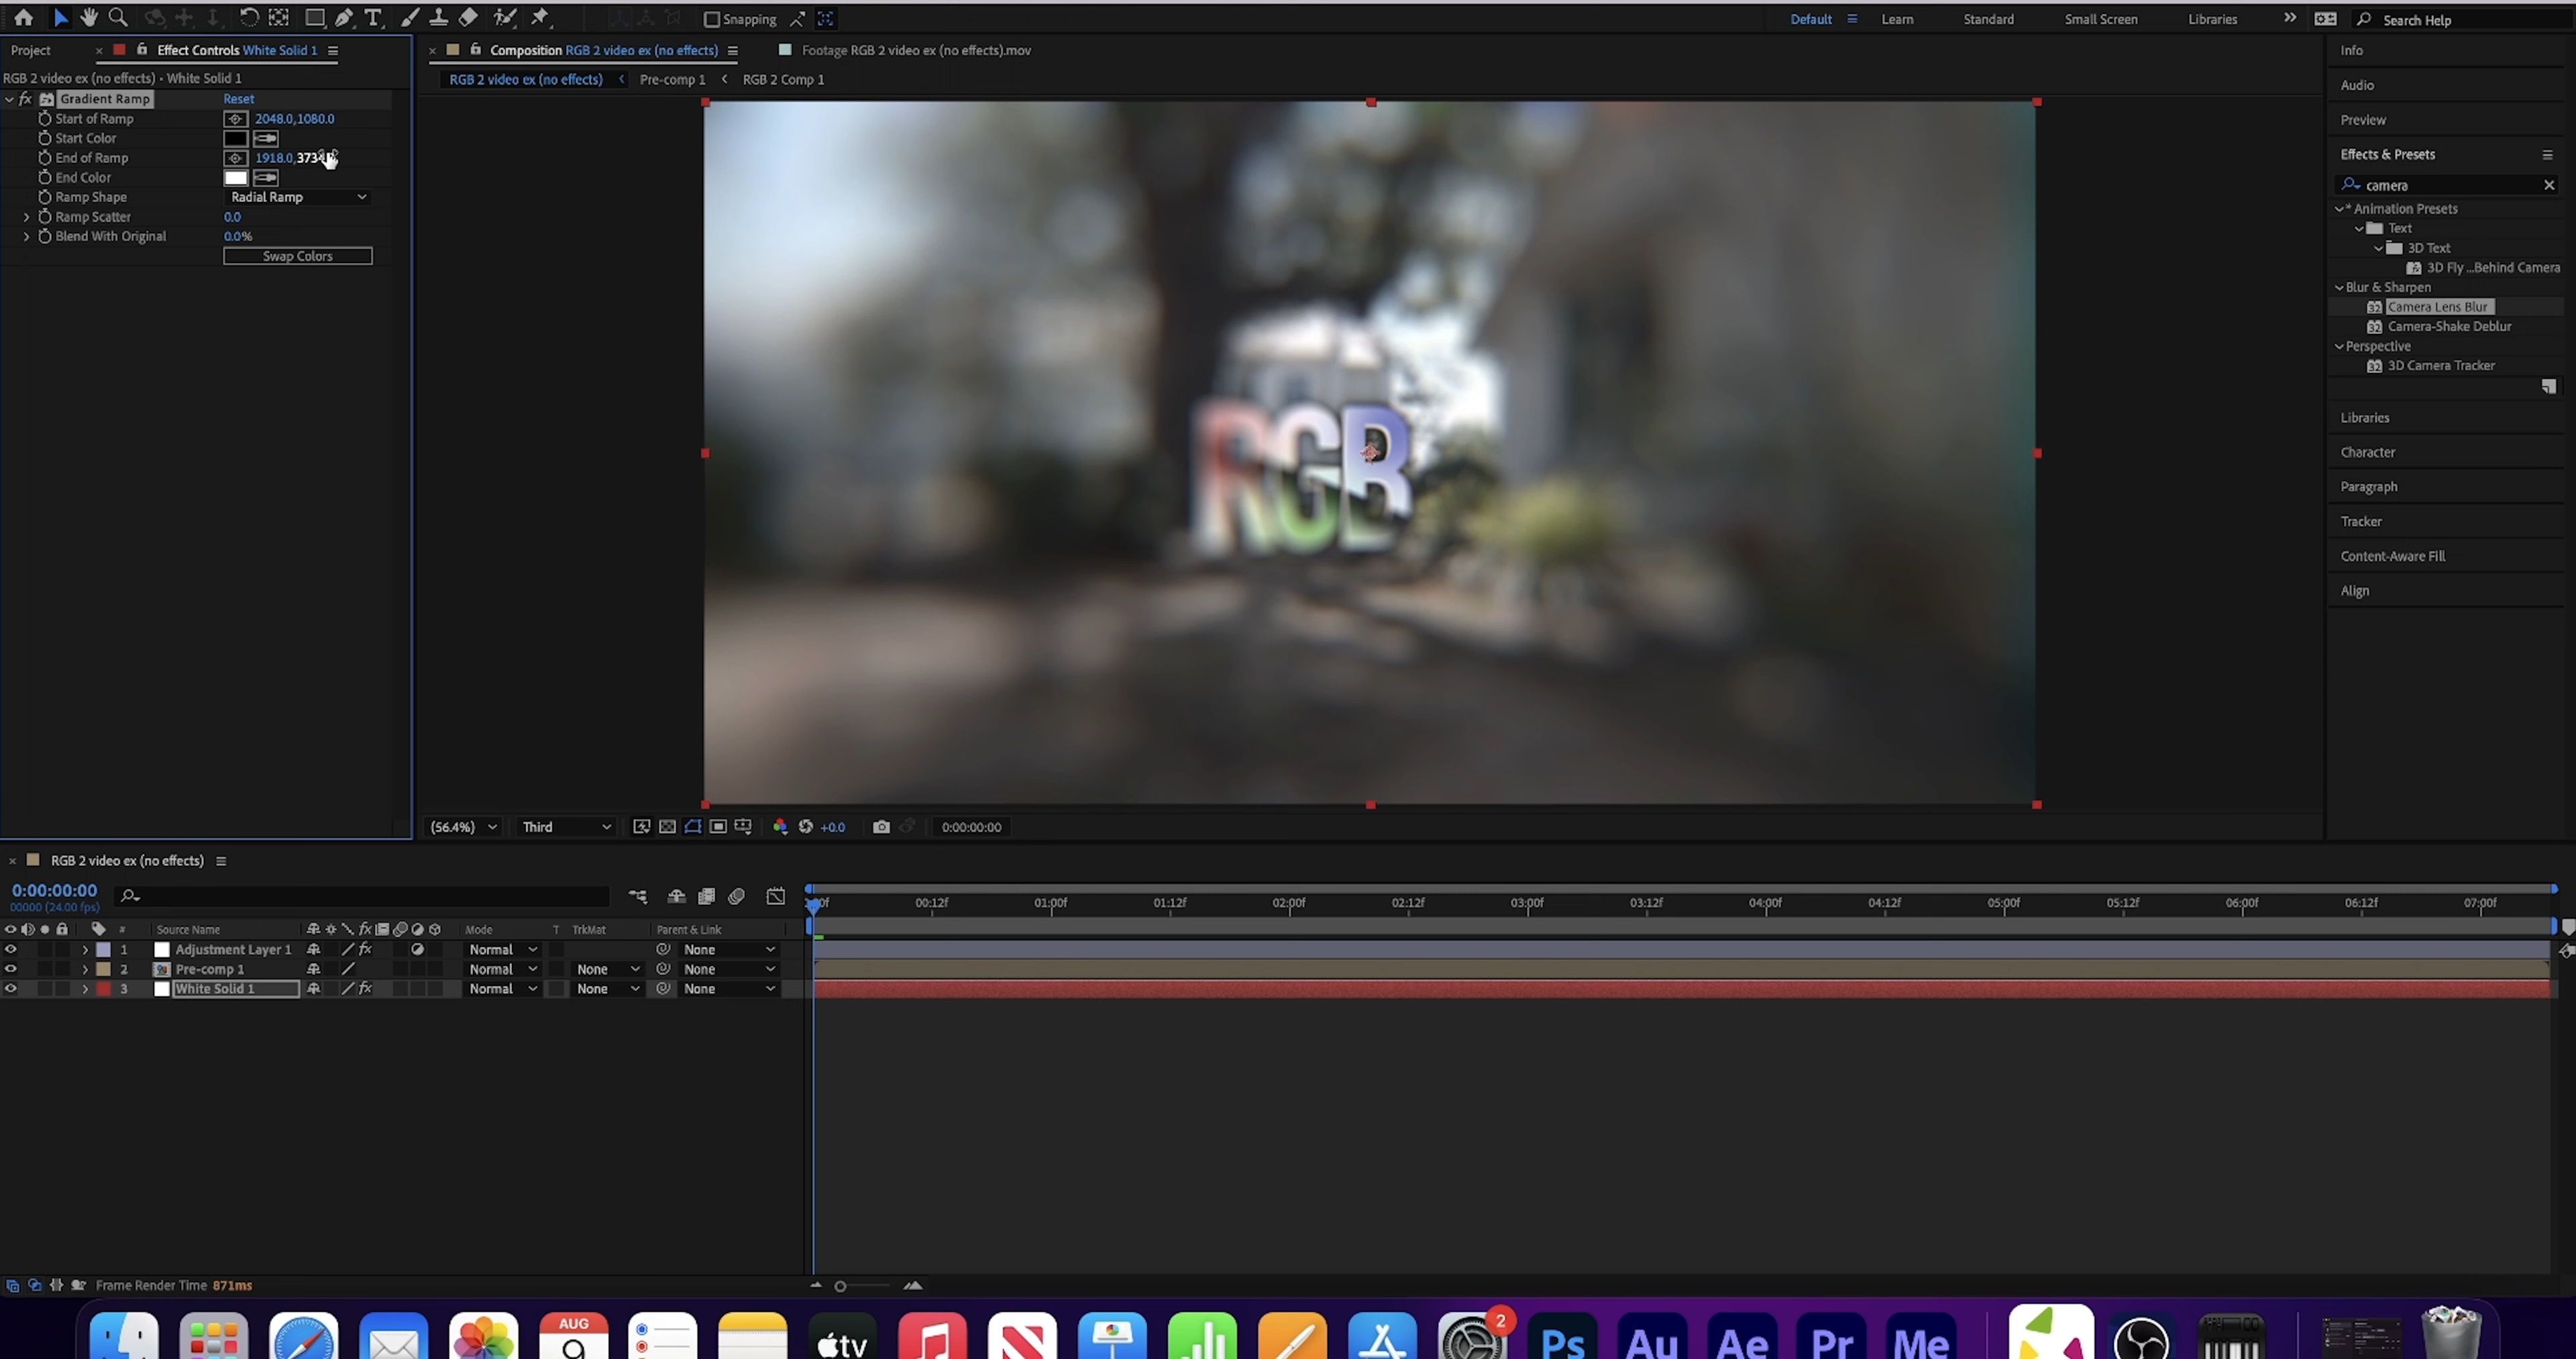 Snapping
Default
Learn
Standard
Small Screen
Libraries
Search Help
Project
Effect Controls White Solid 1
Composition RGB 2 video ex (no effects)
Footage RGB 2 video ex (no effects).mov
RGB 2 video ex (no effects) • White Solid 1
RGB 2 video ex (no effects)
Pre-comp 1
RGB 2 Comp 1
fx Gradient Ramp Reset
Start of Ramp 2048.0,1080.0
Start Color
End of Ramp 1918.0,
End Color
Ramp Shape Radial Ramp
Ramp Scatter 0.0
Blend With Original 0.0%
Swap Colors
RGB
(56.4%) Third +0.0 0:00:00:00
Info
Audio
Preview
Effects & Presets
camera
* Animation Presets
Text
3D Text
3D Fly ...Behind Camera
Blur & Sharpen
32 Camera Lens Blur
32 Camera-Shake Deblur
Perspective
32 3D Camera Tracker
Libraries
Character
Paragraph
Tracker
Content-Aware Fill
Align
RGB 2 video ex (no effects)
0:00:00:00
00000 (24.00 fps)
00:12f 01:00f 01:12f 02:00f 02:12f 03:00f 03:12f 04:00f 04:12f 05:00f 05:12f 06:00f 06:12f 07:00f
# Source Name fx Mode T TrkMat Parent & Link
1 Adjustment Layer 1 fx Normal None
2 Pre-comp 1 Normal None None
3 White Solid 1 fx Normal None None
Frame Render Time 871ms
AUG
9
tv
2
Ps
Au
Ae
Pr
Me